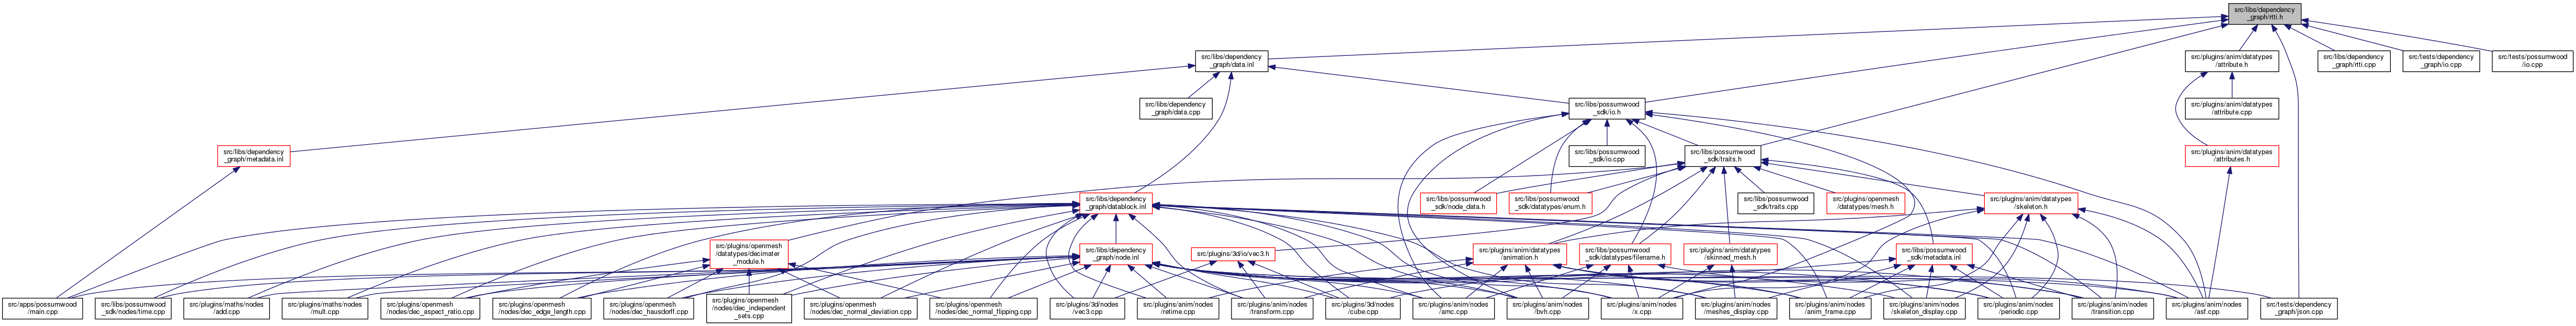 src/libs/dependency
_graph/rtti.h
src/libs/dependency
_graph/data.inl
src/plugins/anim/datatypes
/attribute.h
src/libs/dependency
_graph/rtti.cpp
src/tests/dependency
_graph/io.cpp
src/tests/possumwood
/io.cpp
src/libs/dependency
_graph/data.cpp
src/libs/possumwood
_sdk/io.h
src/plugins/anim/datatypes
/attribute.cpp
src/libs/dependency
_graph/metadata.inl
src/libs/possumwood
_sdk/io.cpp
src/libs/possumwood
_sdk/traits.h
src/plugins/anim/datatypes
/attributes.h
src/libs/dependency
_graph/datablock.inl
src/libs/possumwood
_sdk/node_data.h
src/libs/possumwood
_sdk/datatypes/enum.h
src/libs/possumwood
_sdk/traits.cpp
src/plugins/openmesh
/datatypes/mesh.h
src/plugins/anim/datatypes
/skeleton.h
src/plugins/openmesh
/datatypes/decimater
_module.h
src/libs/dependency
_graph/node.inl
src/plugins/3d/io/vec3.h
src/plugins/anim/datatypes
/animation.h
src/libs/possumwood
_sdk/datatypes/filename.h
src/plugins/anim/datatypes
/skinned_mesh.h
src/libs/possumwood
_sdk/metadata.inl
src/apps/possumwood
/main.cpp
src/libs/possumwood
_sdk/nodes/time.cpp
src/plugins/maths/nodes
/add.cpp
src/plugins/maths/nodes
/mult.cpp
src/plugins/openmesh
/nodes/dec_aspect_ratio.cpp
src/plugins/openmesh
/nodes/dec_edge_length.cpp
src/plugins/openmesh
/nodes/dec_hausdorff.cpp
src/plugins/openmesh
/nodes/dec_independent
_sets.cpp
src/plugins/openmesh
/nodes/dec_normal_deviation.cpp
src/plugins/openmesh
/nodes/dec_normal_flipping.cpp
src/plugins/3d/nodes
/vec3.cpp
src/plugins/anim/nodes
/retime.cpp
src/plugins/anim/nodes
/transform.cpp
src/plugins/3d/nodes
/cube.cpp
src/plugins/anim/nodes
/amc.cpp
src/plugins/anim/nodes
/bvh.cpp
src/plugins/anim/nodes
/x.cpp
src/plugins/anim/nodes
/meshes_display.cpp
src/plugins/anim/nodes
/anim_frame.cpp
src/plugins/anim/nodes
/skeleton_display.cpp
src/plugins/anim/nodes
/periodic.cpp
src/plugins/anim/nodes
/transition.cpp
src/plugins/anim/nodes
/asf.cpp
src/tests/dependency
_graph/json.cpp